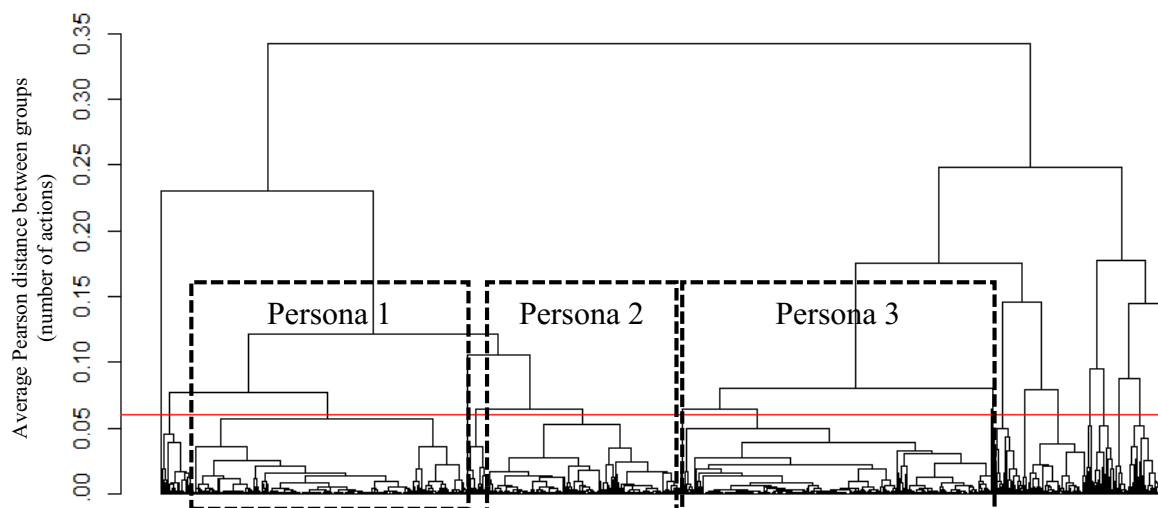 Average Pearson distance between groups
(number of actions)
0.35
0.30
0.25
0.20
0.15
0.10
0.05
.00
Persona 1
Persona 2
Persona 3